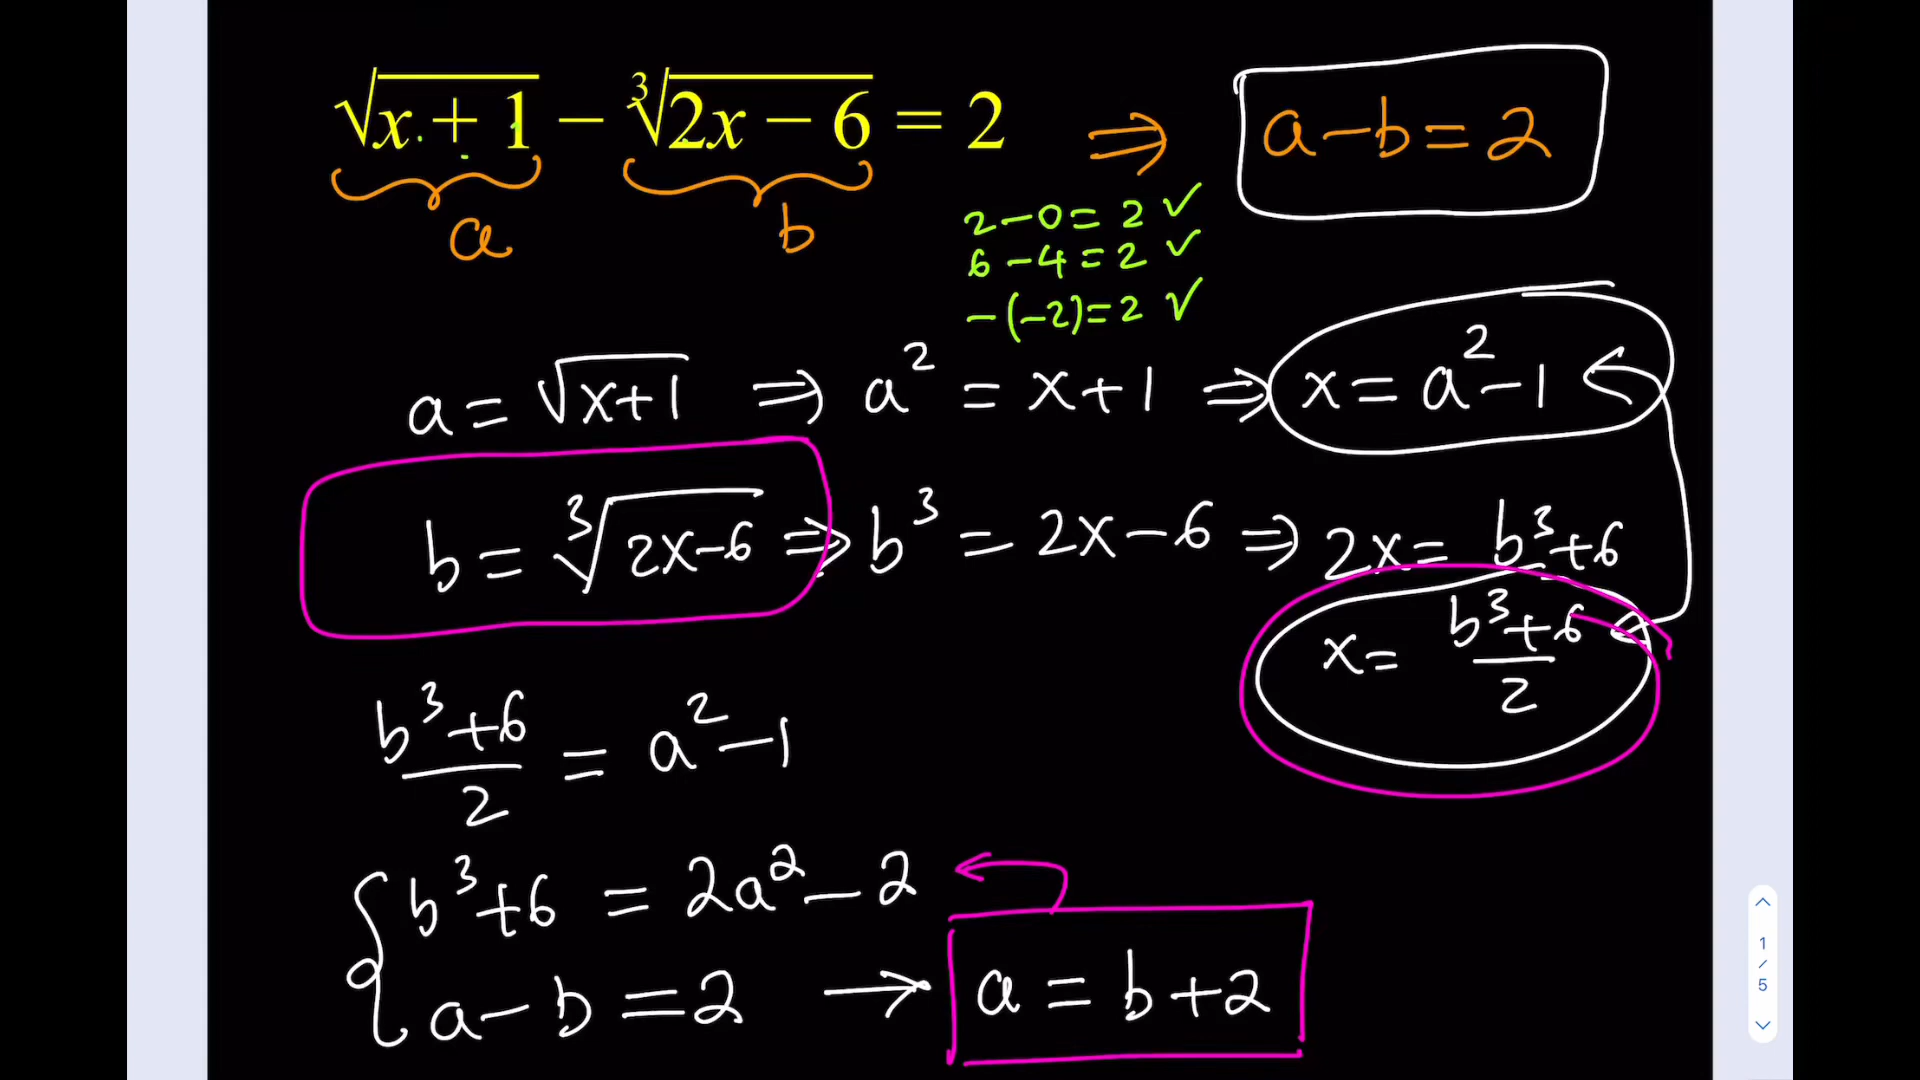 √(x + 1) − ∛(2x − 6) = 2 ⇒ a − b = 2
a b
2 − 0 = 2 ✓
6 − 4 = 2 ✓
−(−2) = 2 ✓
a = √(x+1) ⇒ a² = x+1 ⇒ x = a² − 1
b = ∛(2x−6) ⇒ b³ = 2x − 6 ⇒ 2x = b³+6
x = (b³+6)/2
(b³+6)/2 = a² − 1
b³+6 = 2a² − 2
a − b = 2 → a = b+2
1
/
5